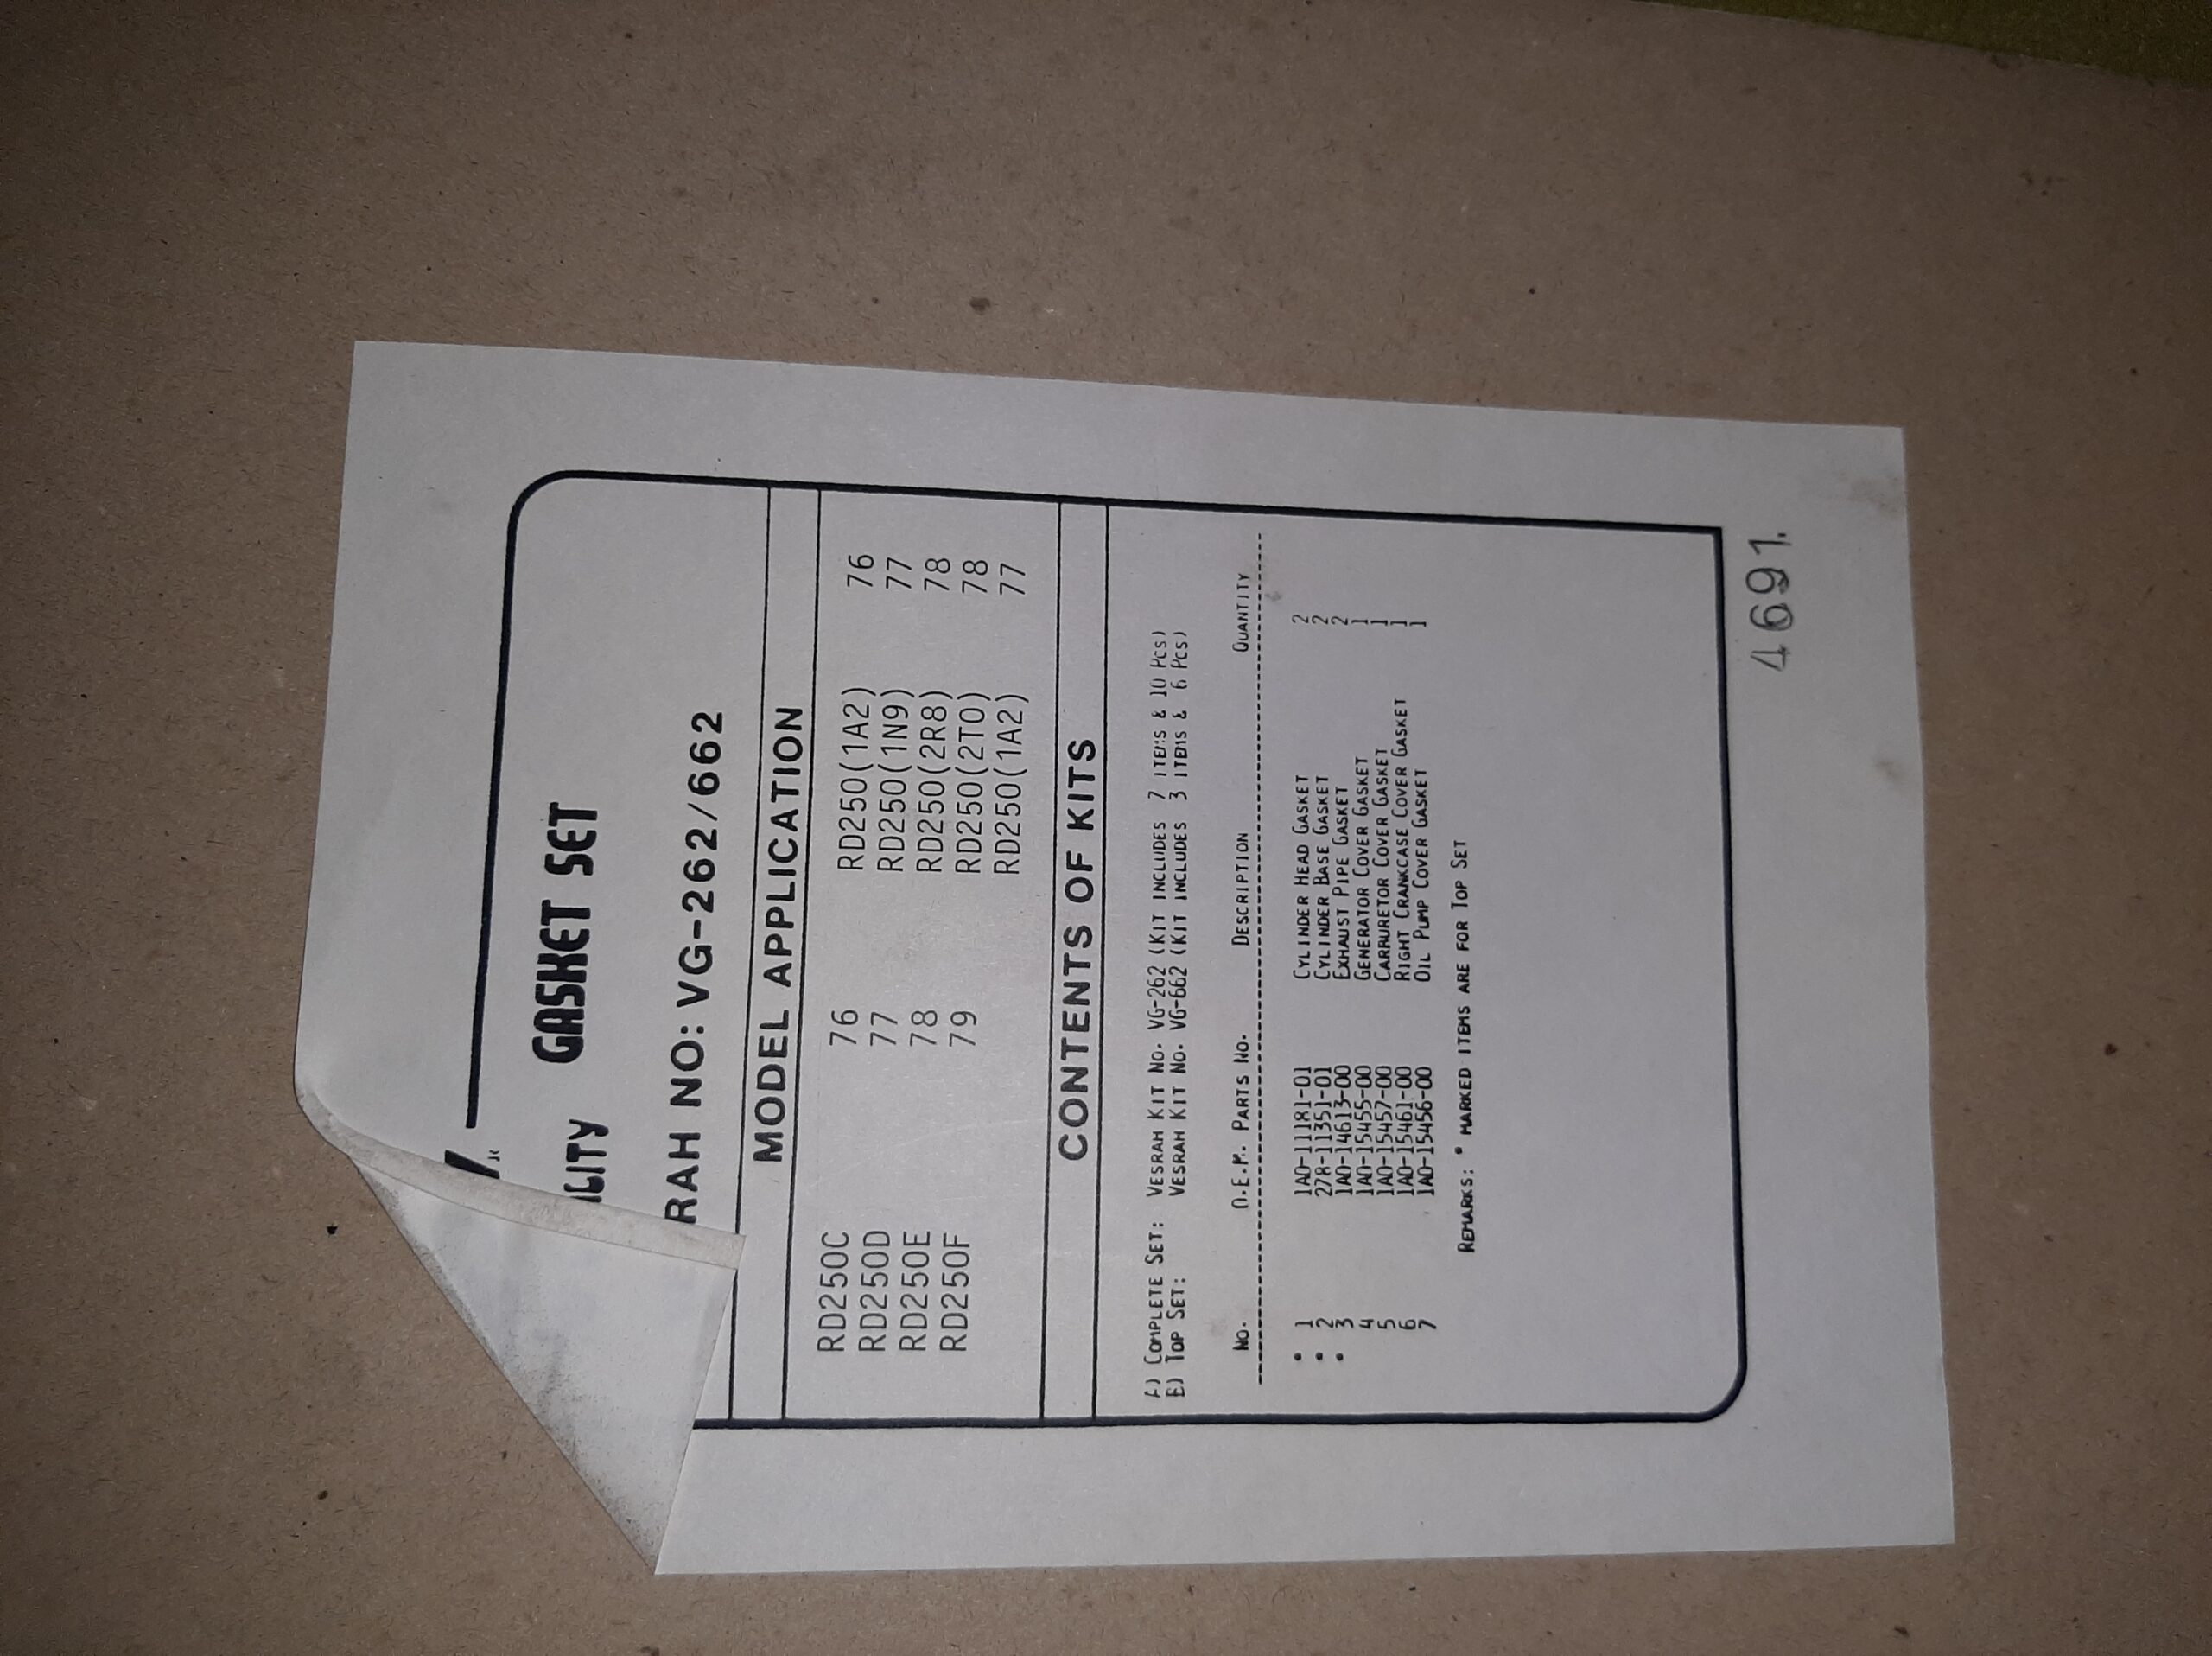 GASKET SET
RAH NO: VG-262/662
MODEL APPLICATION
RD250C 76 RD250(1A2) 76
RD250D 77 RD250(1N9) 77
RD250E 78 RD250(2R8) 78
RD250F 79 RD250(2T0) 78
RD250(1A2) 77
CONTENTS OF KITS
A) COMPLETE SET: VESRAH KIT NO. VG-262 (KIT INCLUDES 7 ITEMS & 10 PCS)
B) TOP SET: VESRAH KIT NO. VG-662 (KIT INCLUDES 3 ITEMS & 6 PCS)
NO. O.E.M. PARTS NO. DESCRIPTION QUANTITY
• 1 1A0-11181-01 CYLINDER HEAD GASKET 2
• 2 278-11351-01 CYLINDER BASE GASKET 2
• 3 1A0-14613-00 EXHAUST PIPE GASKET 2
4 1A0-15455-00 GENERATOR COVER GASKET 1
5 1A0-15457-00 CARBURETOR COVER GASKET 1
6 1A0-15461-00 RIGHT CRANKCASE COVER GASKET 1
7 1A0-15456-00 OIL PUMP COVER GASKET 1
REMARKS: • MARKED ITEMS ARE FOR TOP SET
4691.